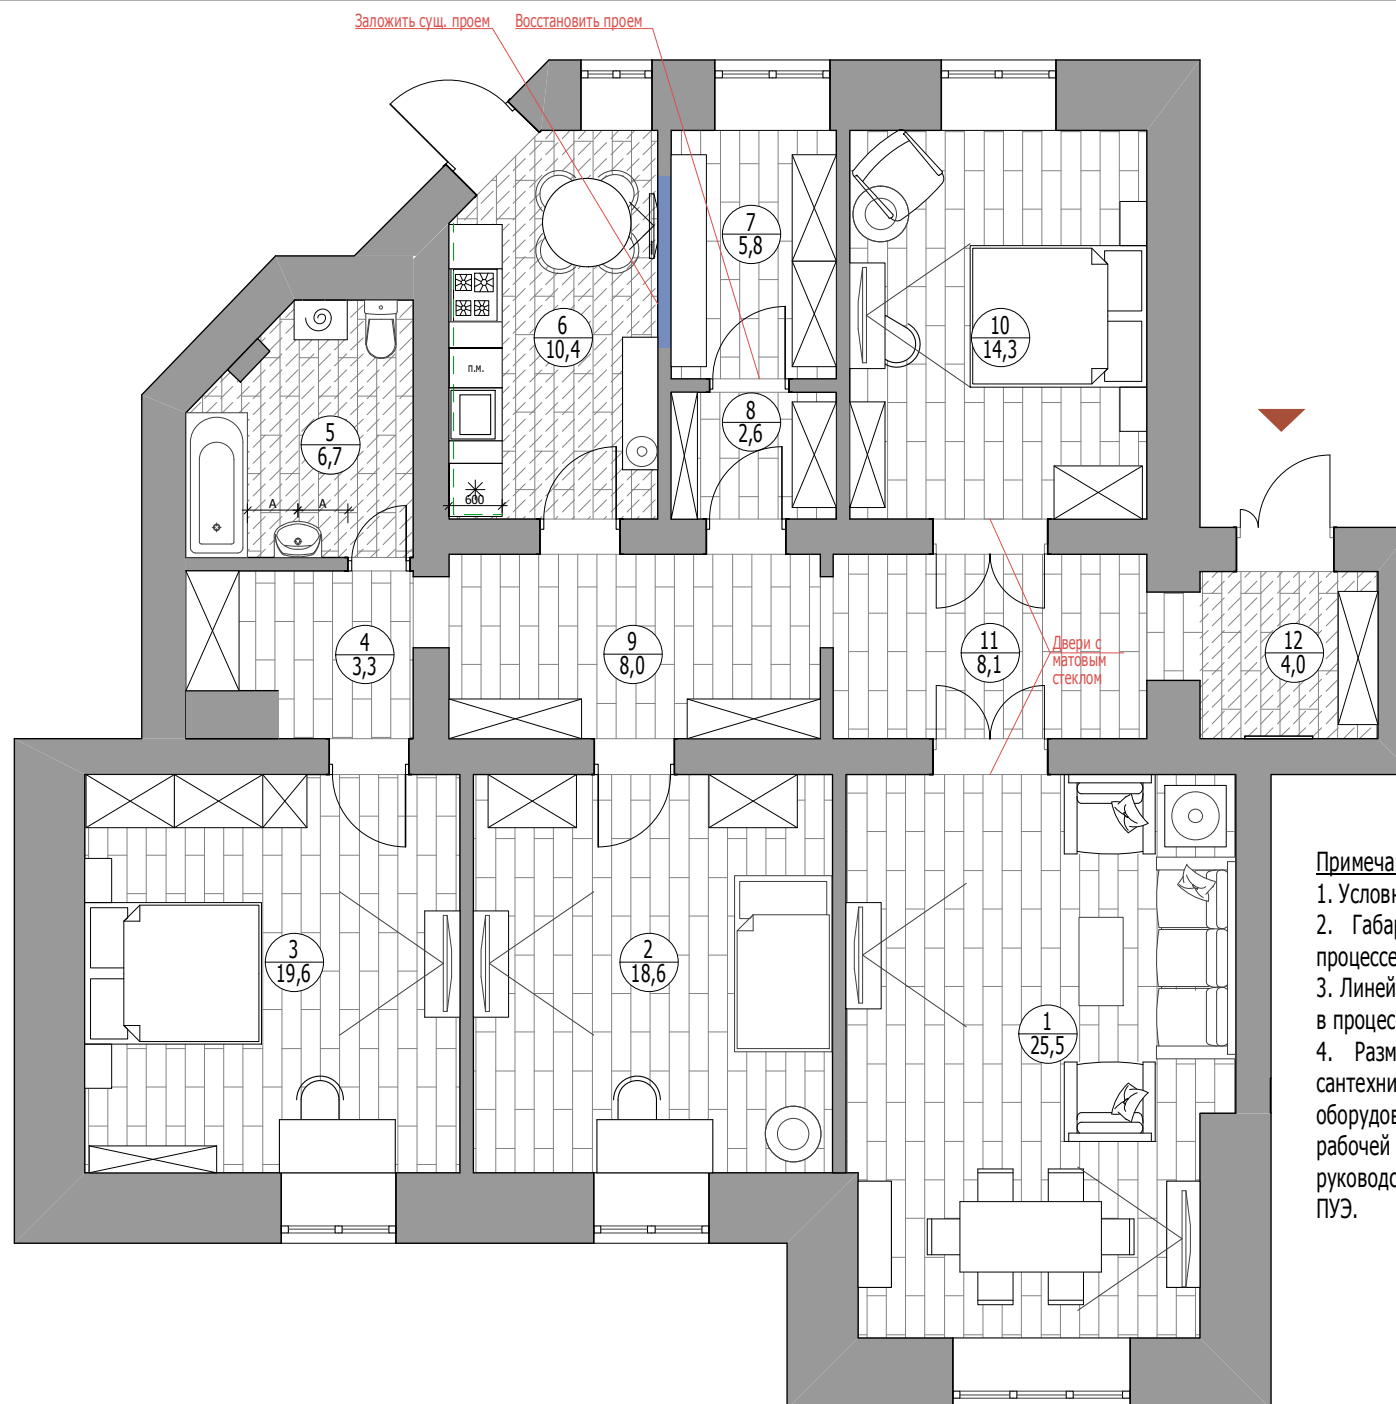 Заложить сущ. проем
Восстановить проем
7
5,8
6
10,4
10
14,3
п.м.
8
2,6
5
6,7
А
А
600
4
3,3
9
8,0
11
8,1
Двери с
матовым
стеклом
12
4,0
3
19,6
2
18,6
1
25,5
Примеча
1. Условн
2. Габар
процессе
3. Линей
в процес
4. Разм
сантехни
оборудов
рабочей
руководс
ПУЭ.